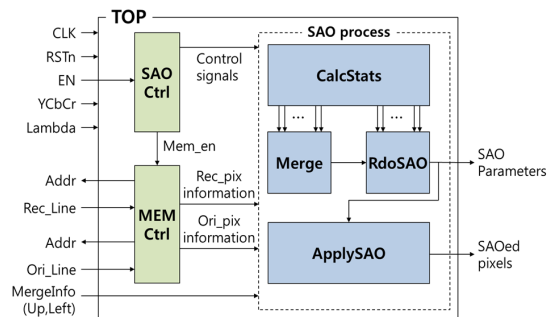 TOP
CLK
RSTn
EN
YCbCr
Lambda
SAO
Ctrl
Control
signals
Mem_en
Addr
Rec_Line
Addr
Ori_Line
MergeInfo
(Up,Left)
MEM
Ctrl
Rec_pix
information
Ori_pix
information
SAO process
CalcStats
...
...
Merge
RdoSAO
ApplySAO
SAO
Parameters
SAOed
pixels